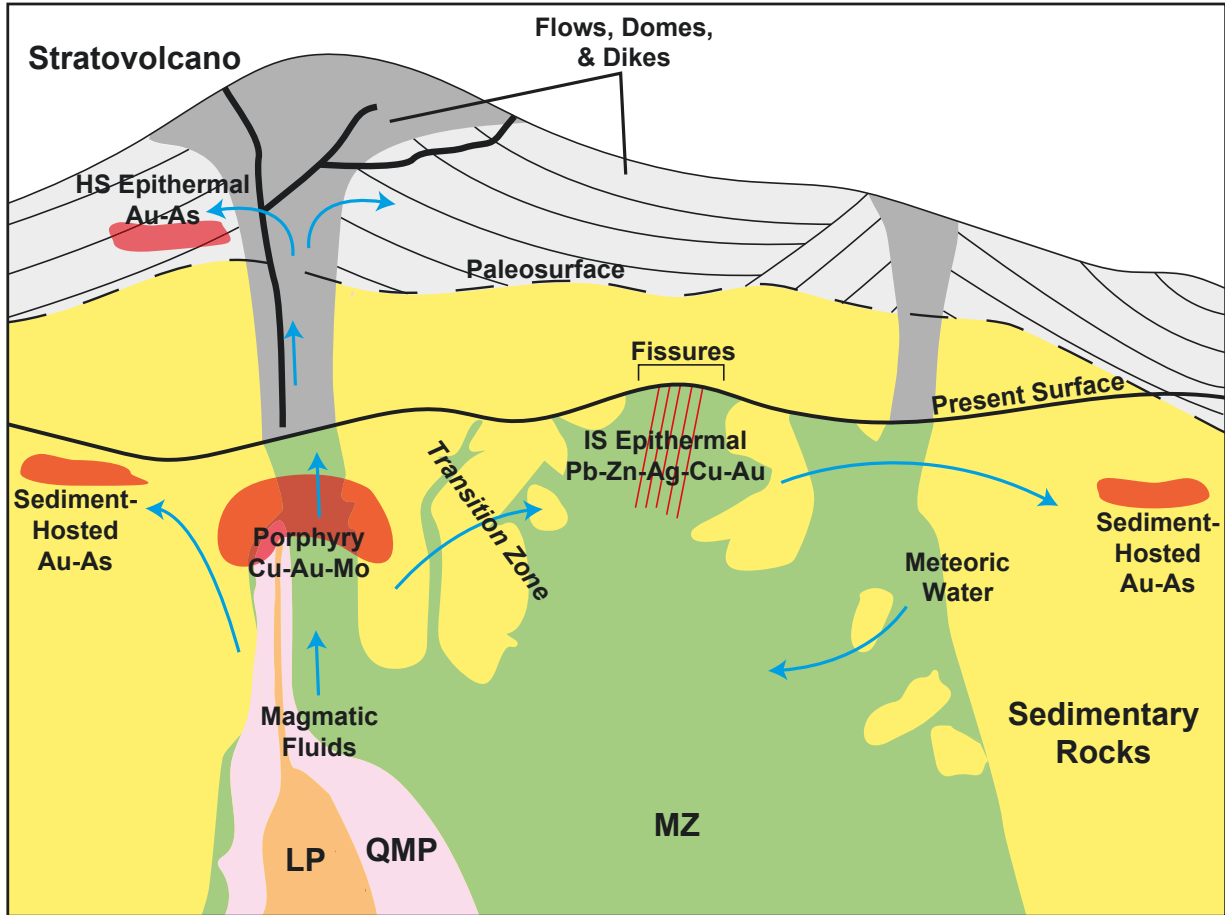 Flows, Domes,
& Dikes
Stratovolcano
HS Epithermal
Au-As
Paleosurface
Fissures
Present Surface
IS Epithermal
Pb-Zn-Ag-Cu-Au
Transition Zone
Sediment-
Hosted
Au-As
Porphyry
Cu-Au-Mo
Sediment-
Hosted
Au-As
Meteoric
Water
Magmatic
Fluids
Sedimentary
Rocks
MZ
QMP
LP